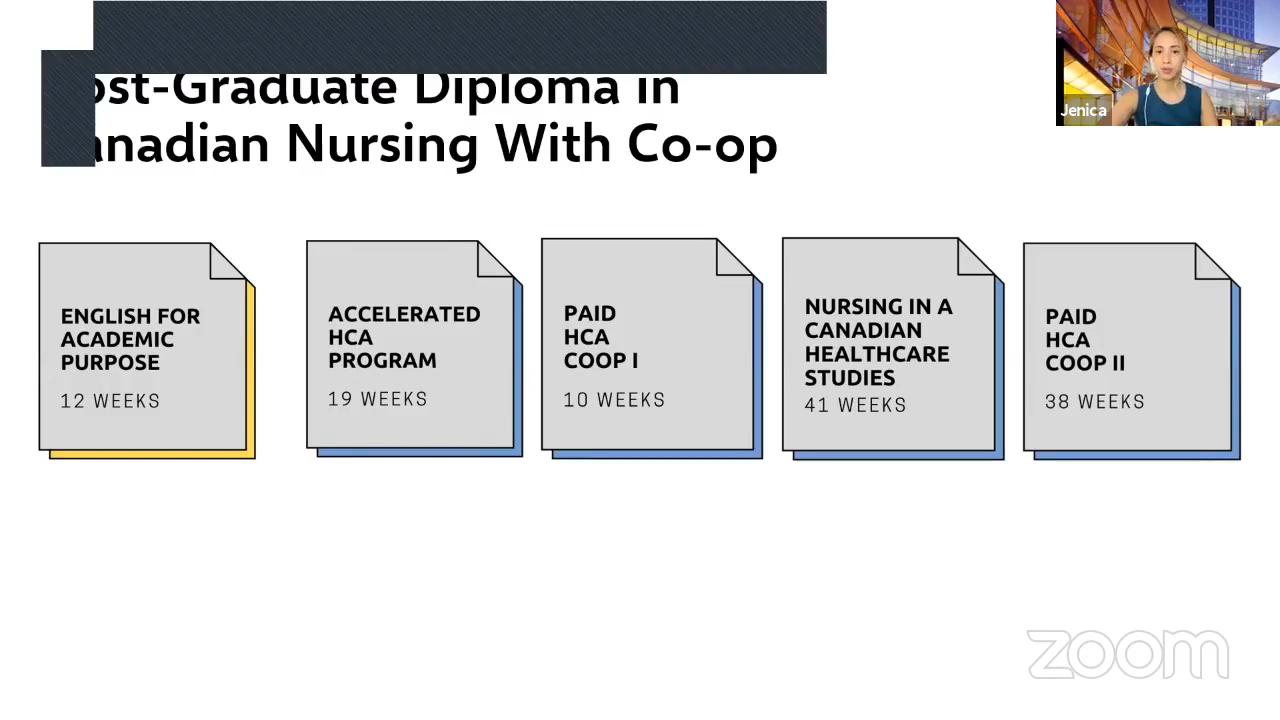 ost-Graduate Diploma in
anadian Nursing With Co-op
Jenica
ENGLISH FOR
ACADEMIC
PURPOSE
12 WEEKS
ACCELERATED
HCA
PROGRAM
19 WEEKS
PAID
HCA
COOP I
10 WEEKS
NURSING IN A
CANADIAN
HEALTHCARE
STUDIES
41 WEEKS
PAID
HCA
COOP II
38 WEEKS
zoom